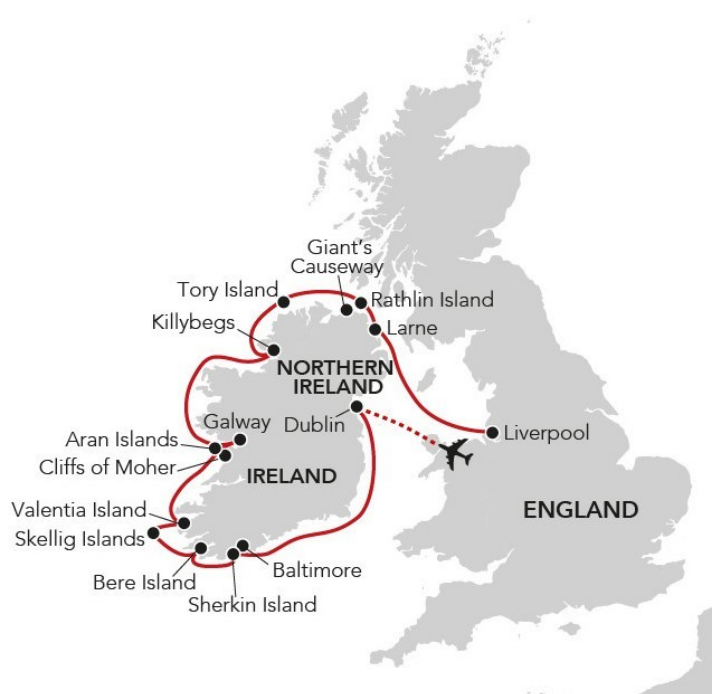 Giant's
Causeway
Tory Island
Rathlin Island
Killybegs
Larne
NORTHERN
IRELAND
Galway
Dublin
Liverpool
Aran Islands
Cliffs of Moher
IRELAND
Valentia Island
ENGLAND
Skellig Islands
Bere Island
Baltimore
Sherkin Island